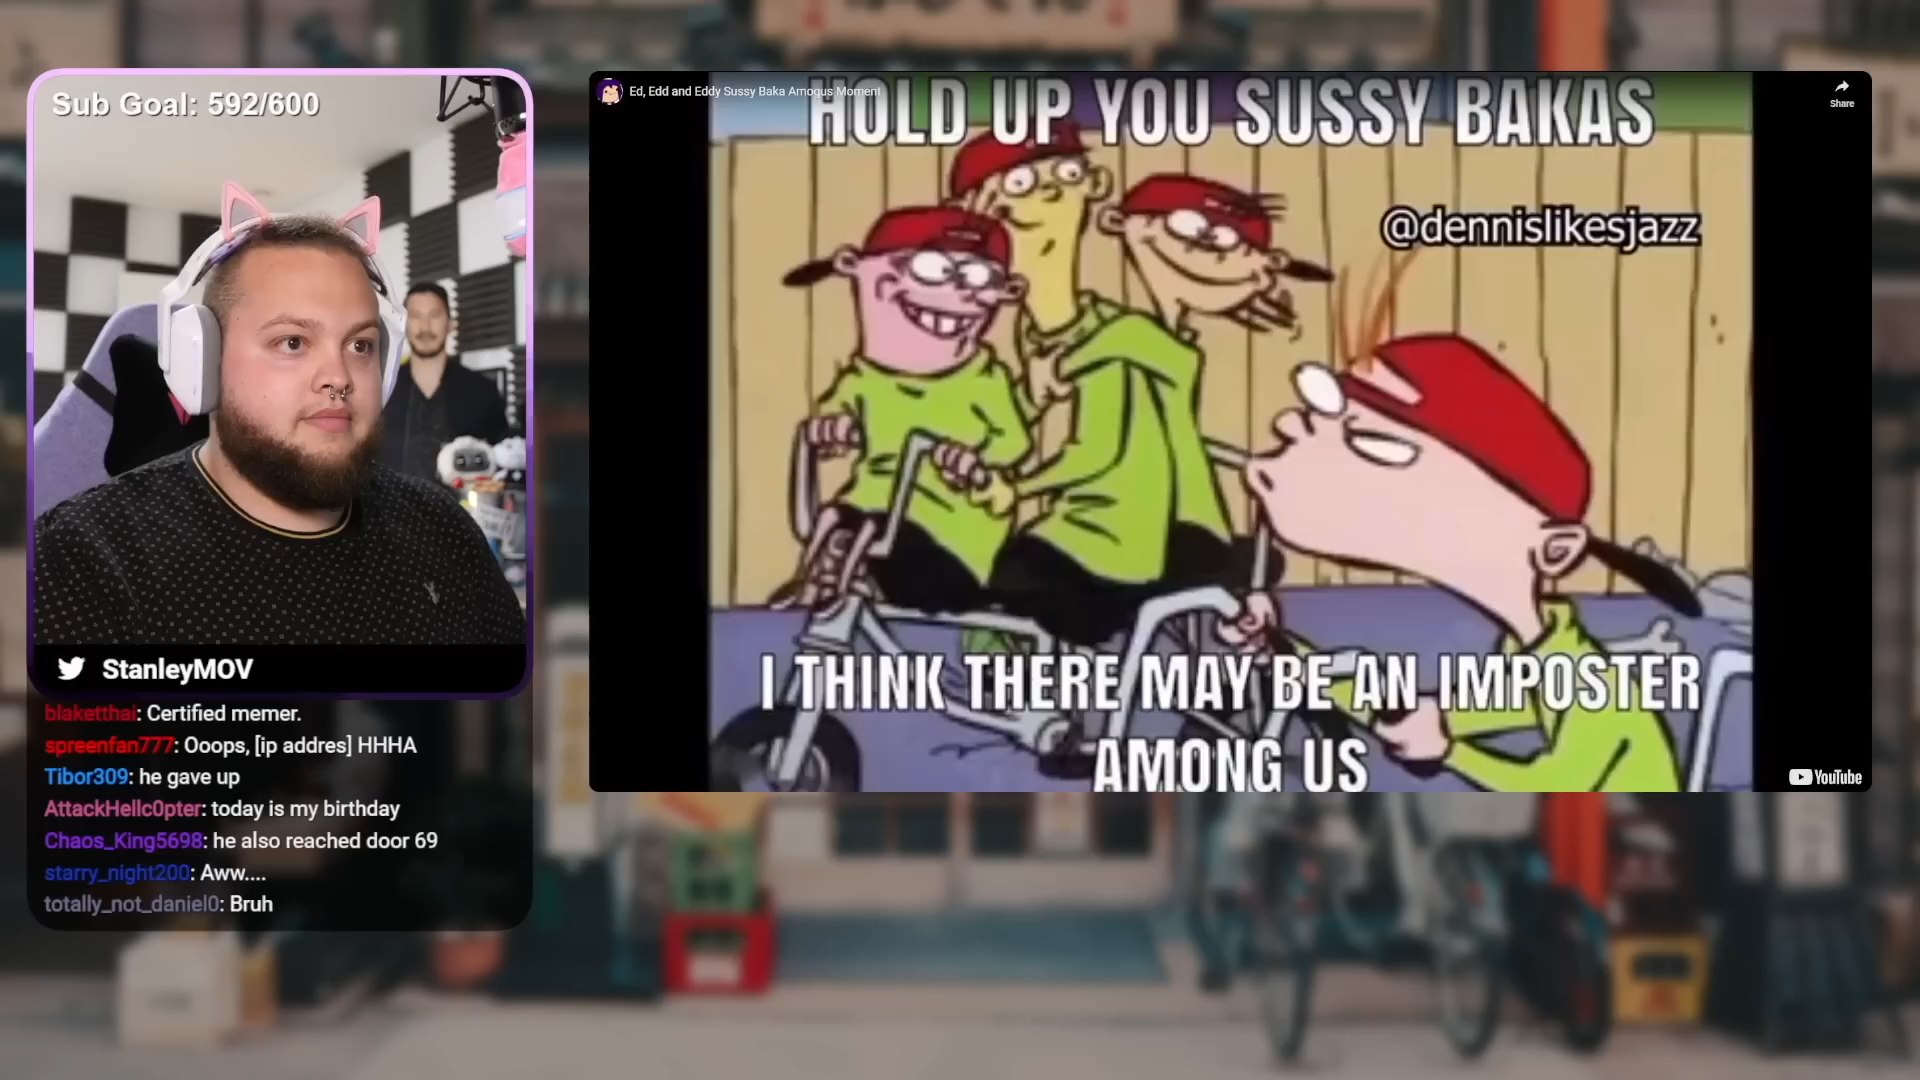 Sub Goal: 592/600
StanleyMOV
blaketthai: Certified memer.
spreenfan777: Ooops, [ip addres] HHHA
Tibor309: he gave up
AttackHellc0pter: today is my birthday
Chaos_King5698: he also reached door 69
starry_night200: Aww....
totally_not_daniel0: Bruh
Ed, Edd and Eddy Sussy Baka Amogus Moment
Share
HOLD UP YOU SUSSY BAKAS
@dennislikesjazz
I THINK THERE MAY BE AN IMPOSTER
AMONG US
YouTube